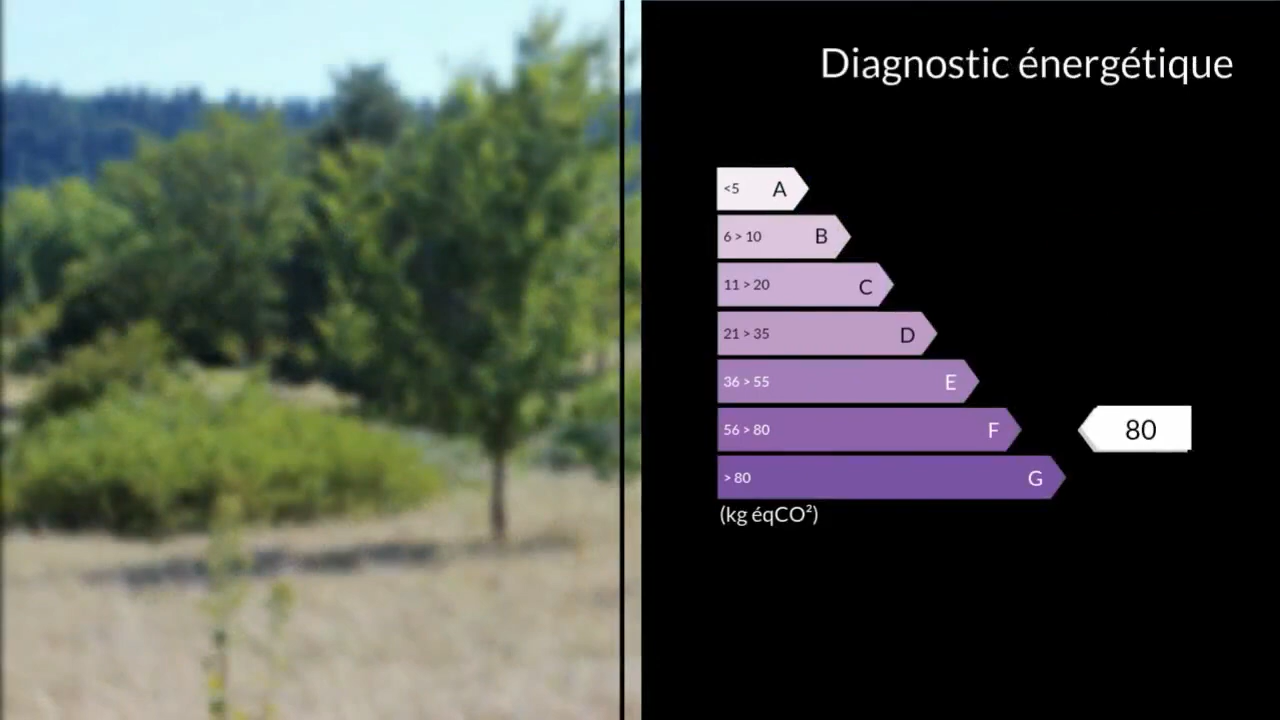 Diagnostic énergétique
<5 A
6 > 10 B
11 > 20 C
21 > 35 D
36 > 55 E
56 > 80 F 80
> 80 G
(kg éqCO²)